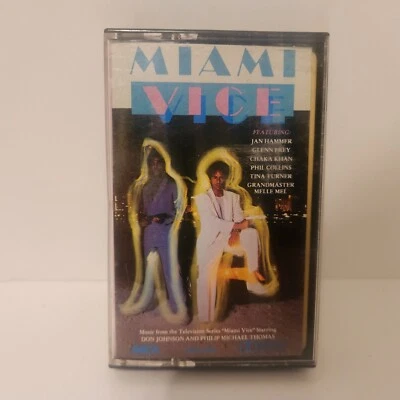 MIAMI
VICE
FEATURING:
JAN HAMMER
GLENN FREY
CHAKA KHAN
PHIL COLLINS
TINA TURNER
GRANDMASTER
MELLE MEL
Music from the Television Series "Miami Vice" Starring
DON JOHNSON AND PHILIP MICHAEL THOMAS